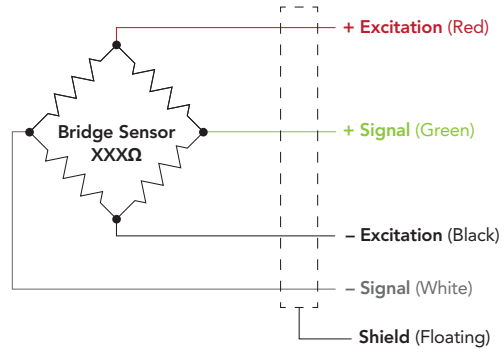 + Excitation (Red)
Bridge Sensor
XXXΩ
+ Signal (Green)
– Excitation (Black)
– Signal (White)
Shield (Floating)